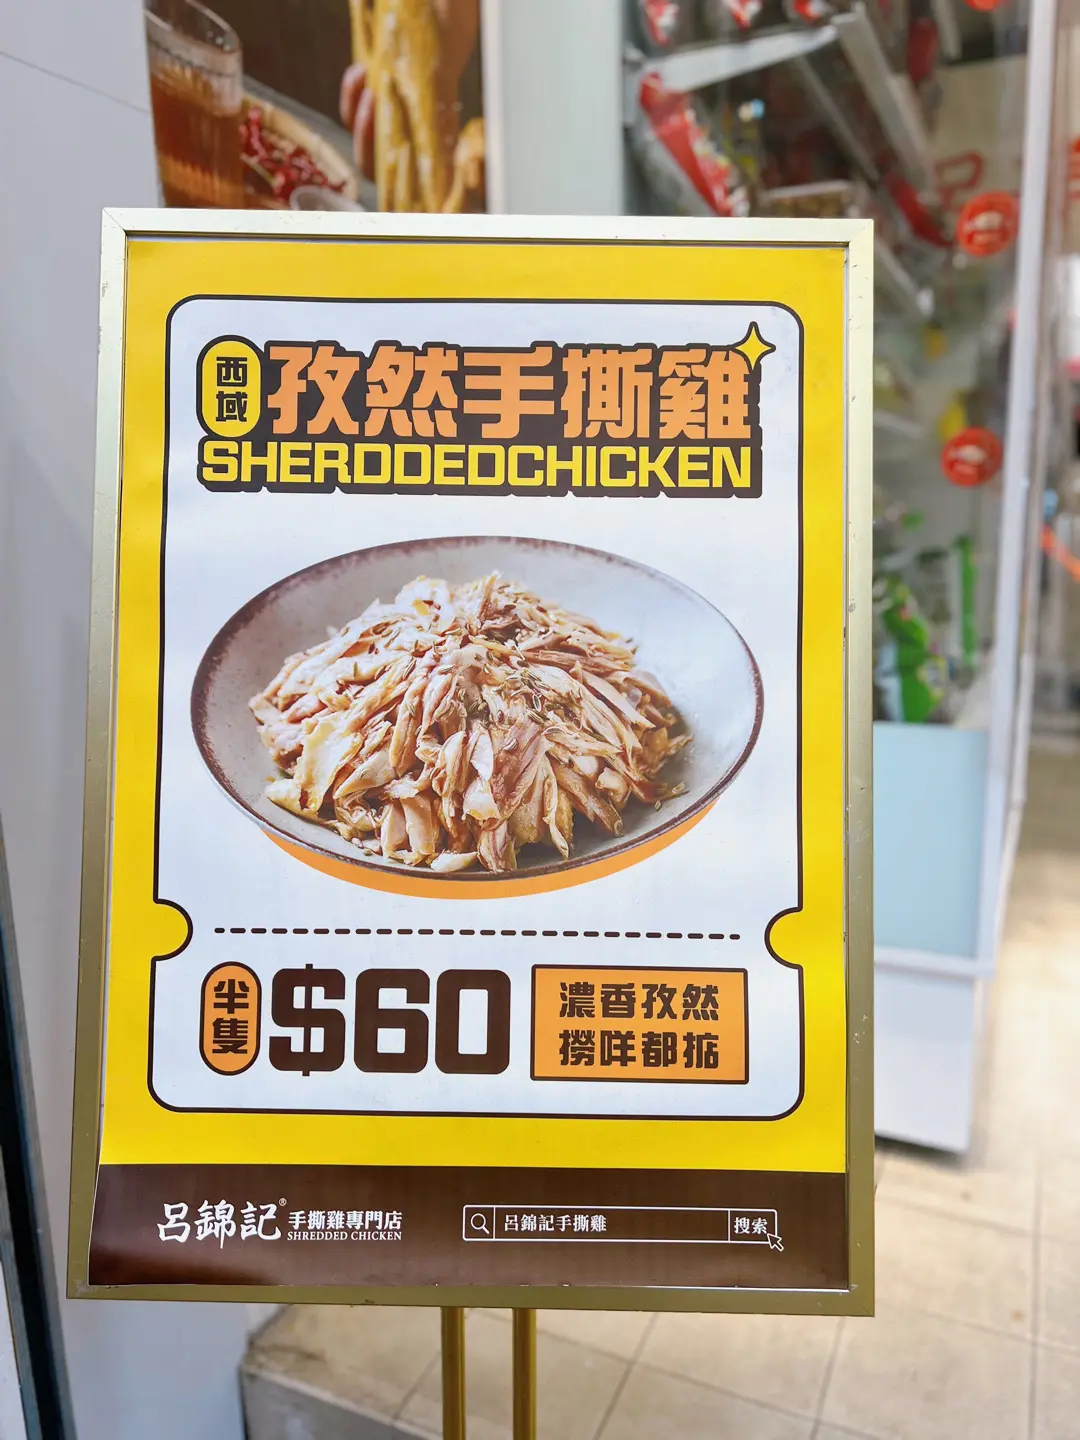 西域
孜然手撕雞
SHERDDEDCHICKEN
半隻
$60
濃香孜然
撈咩都掂
呂錦記®
手撕雞專門店
SHREDDED CHICKEN
呂錦記手撕雞
搜索